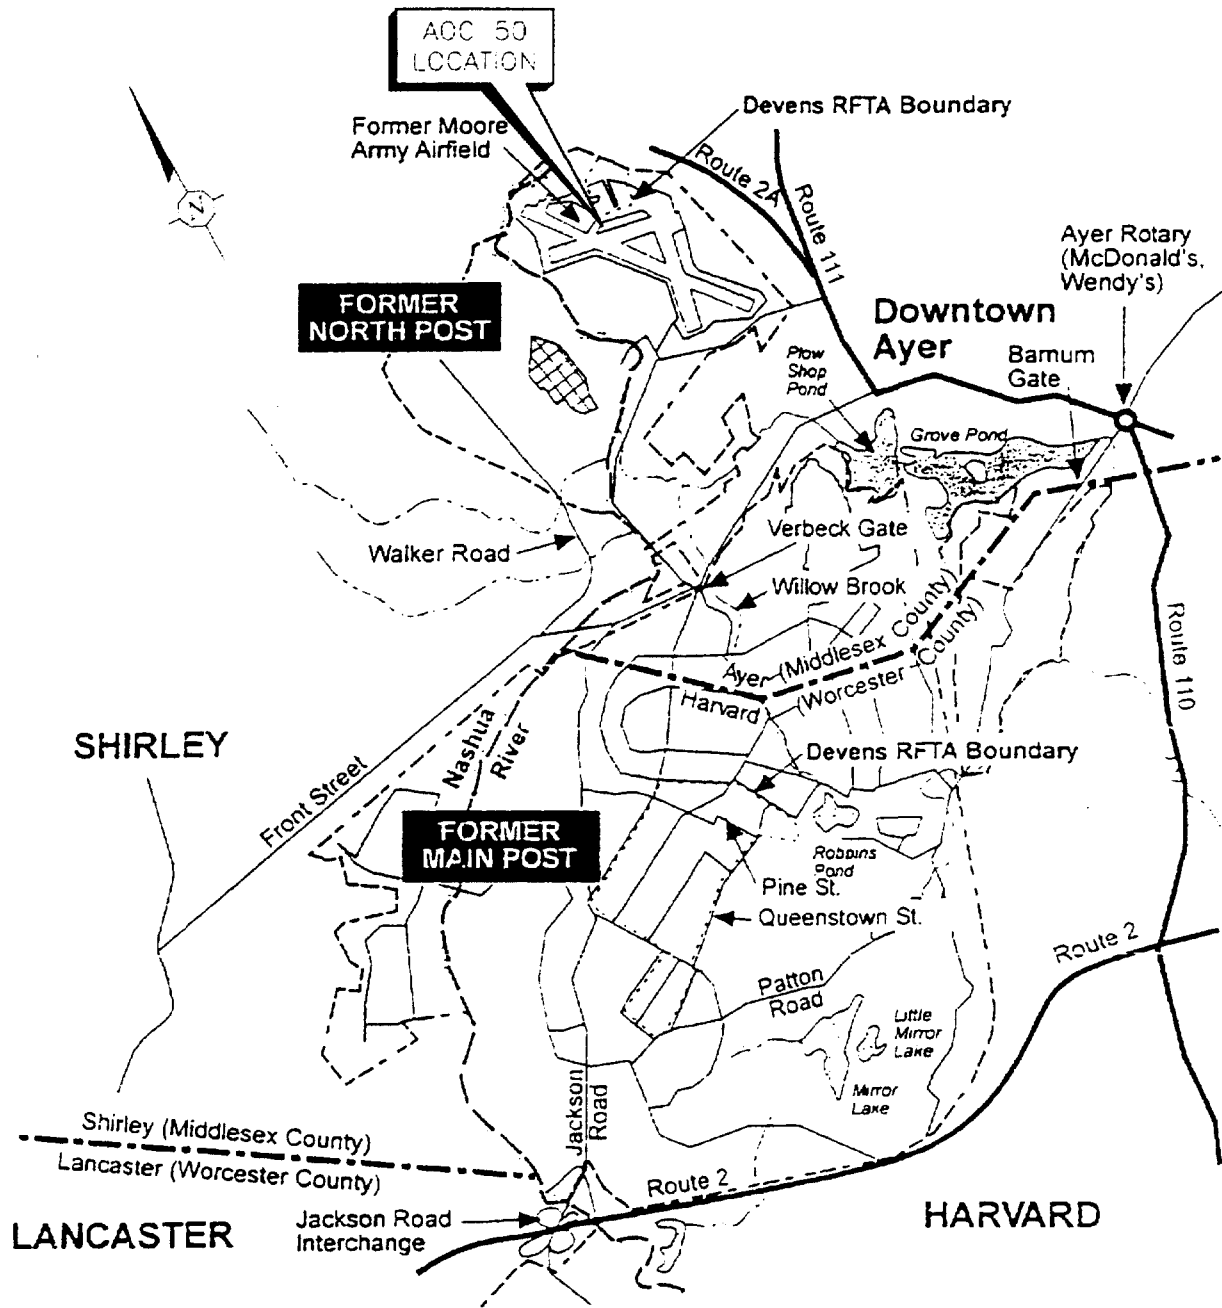 AOC 50
LOCATION
Devens RFTA Boundary
Former Moore
Army Airfield
Route 2A
Route 111
N
Ayer Rotary
(McDonald's,
Wendy's)
FORMER
NORTH POST
Downtown
Ayer
Plow
Shop
Pond
Barnum
Gate
Grove Pond
Verbeck Gate
Walker Road
Willow Brook
Ayer (Middlesex County)
Harvard (Worcester County)
Route 110
SHIRLEY
Nashua
River
Devens RFTA Boundary
Front Street
FORMER
MAIN POST
Robbins
Pond
Pine St.
Queenstown St.
Route 2
Patton
Road
Little
Mirror
Lake
Mirror
Lake
Jackson
Road
Shirley (Middlesex County)
Lancaster (Worcester County)
Route 2
Jackson Road
Interchange
LANCASTER
HARVARD